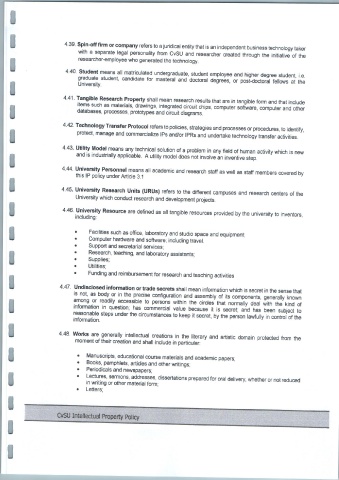 4.39. Spin-off firm or company refers to a juridical entity that is an independent business technology taker
with a separate legal personality from CvSU and researcher created through the initiative of the
researcher-employee who generated the technology.
4.40. Student means all matriculated undergraduate, student employee and higher degree student, i.e.
graduate student, candidate for masteral and doctoral degrees, or post-doctoral fellows at the
University.
4.41. Tangible Research Property shall mean research results that are in tangible form and that include
items such as materials, drawings, integrated circuit chips, computer software, computer and other
databases, processes, prototypes and circuit diagrams.
4.42. Technology Transfer Protocol refers to policies, strategies and processes or procedures, to identify,
protect, manage and commercialize IPs and/or IPRs and undertake technology transfer activities.
4.43. Utility Model means any technical solution of a problem in any field of human activity which is new
and is industrially applicable. A utility model does not involve an inventive step.
4.44. University Personnel means all academic and research staff as well as staff members covered by
this IP policy under Article 3.1
4.45. University Research Units (URUs) refers to the different campuses and research centers of the
University which conduct research and development projects.
4.46. University Resource are defined as all tangible resources provided by the university to inventors,
including:
• Facilities such as office, laboratory and studio space and equipment;
• Computer hardware and software, including travel
• Support and secretarial services;
• Research, teaching, and laboratory assistants;
• Supplies;
• Utilities;
• Funding and reimbursement for research and teaching activities
4.47. Undisclosed information or trade secrets shall mean information which is secret in the sense that
is not, as body or in the precise configuration and assembly of its components, generally known
among or readily accessible to persons within the circles that normally deal with the kind of
information in question, has commercial value because it is secret, and has been subject to
reasonable steps under the circumstances to keep it secret, by the person lawfully in control of the
information.
4.48. Works are generally intellectual creations in the literary and artistic domain protected from the
moment of their creation and shall include in particular:
• Manuscripts, educational course materials and academic papers,
• Books, pamphlets, articles and other writings;
• Periodicals and newspapers;
• Lectures, sermons, addresses, dissertations prepared for oral delivery, whether or not reduced
in writing or other material form;
• Letters;
CvSU Intellectual Property Policy